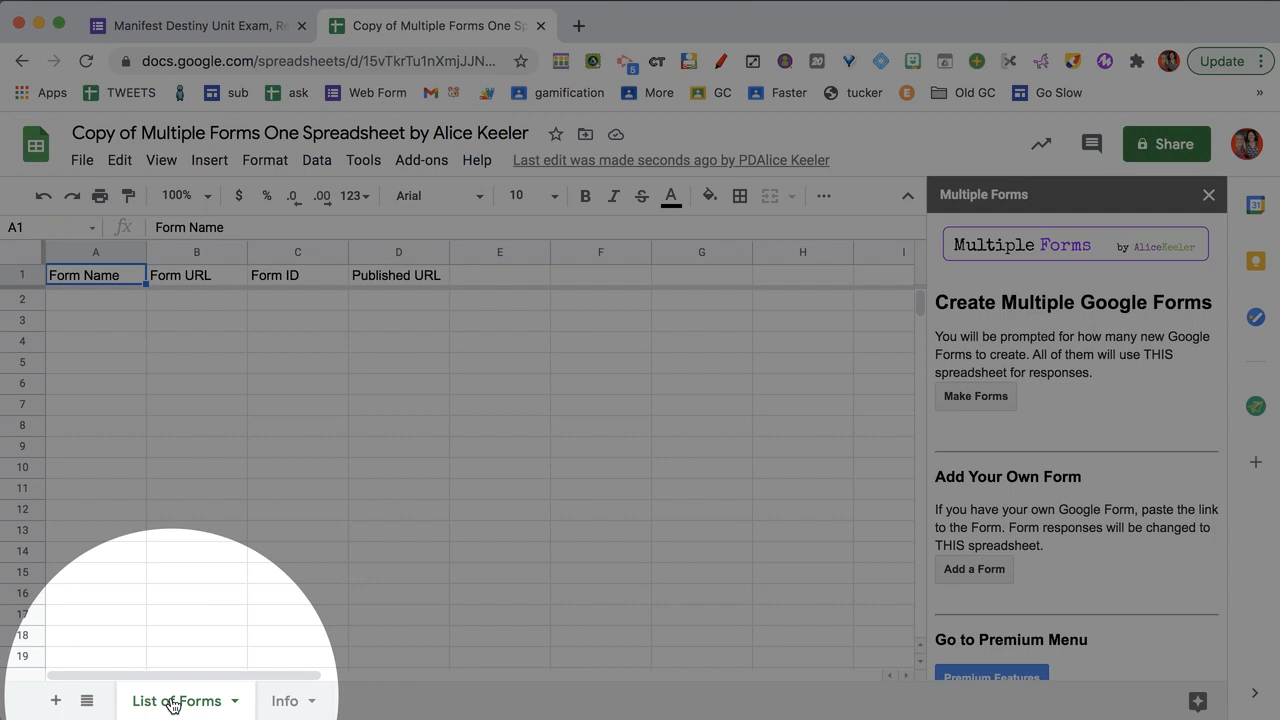 Manifest Destiny Unit Exam, Re
Copy of Multiple Forms One Sp
docs.google.com/spreadsheets/d/15vTkrTu1nXmjJJN...
5
CT
20
Update
Apps
TWEETS
sub
ask
Web Form
gamification
More
GC
Faster
tucker
Old GC
Go Slow
»
Copy of Multiple Forms One Spreadsheet by Alice Keeler
File Edit View Insert Format Data Tools Add-ons Help Last edit was made seconds ago by PDAlice Keeler
Share
100% $ % .0 .00 123 Arial 10 B I S A
A1 fx Form Name
A B C D E F G H I
1 Form Name Form URL Form ID Published URL
2
3
4
5
6
7
8
9
10
11
12
13
14
15
16
17
18
19
+ List of Forms Info
Multiple Forms
Multiple Forms by AliceKeeler
Create Multiple Google Forms
You will be prompted for how many new Google
Forms to create. All of them will use THIS
spreadsheet for responses.
Make Forms
Add Your Own Form
If you have your own Google Form, paste the link
to the Form. Form responses will be changed to
THIS spreadsheet.
Add a Form
Go to Premium Menu
Premium Features
31